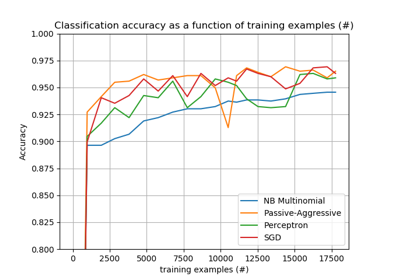 Classification accuracy as a function of training examples (#)
1.000
0.975
0.950
0.925
0.900
0.875
0.850
0.825
0.800
Accuracy
NB Multinomial
Passive-Aggressive
Perceptron
SGD
0 2500 5000 7500 10000 12500 15000 17500
training examples (#)